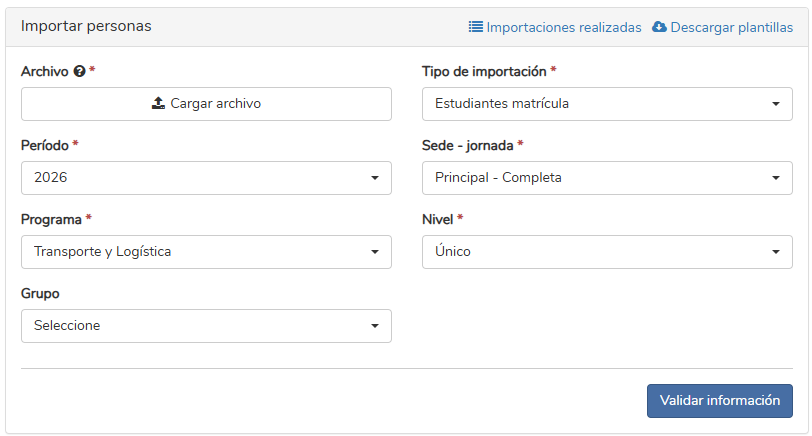 Importar personas
Importaciones realizadas
Descargar plantillas
Archivo *
Tipo de importación *
Cargar archivo
Estudiantes matrícula
Período *
Sede - jornada *
2026
Principal - Completa
Programa *
Nivel *
Transporte y Logística
Único
Grupo
Seleccione
Validar información